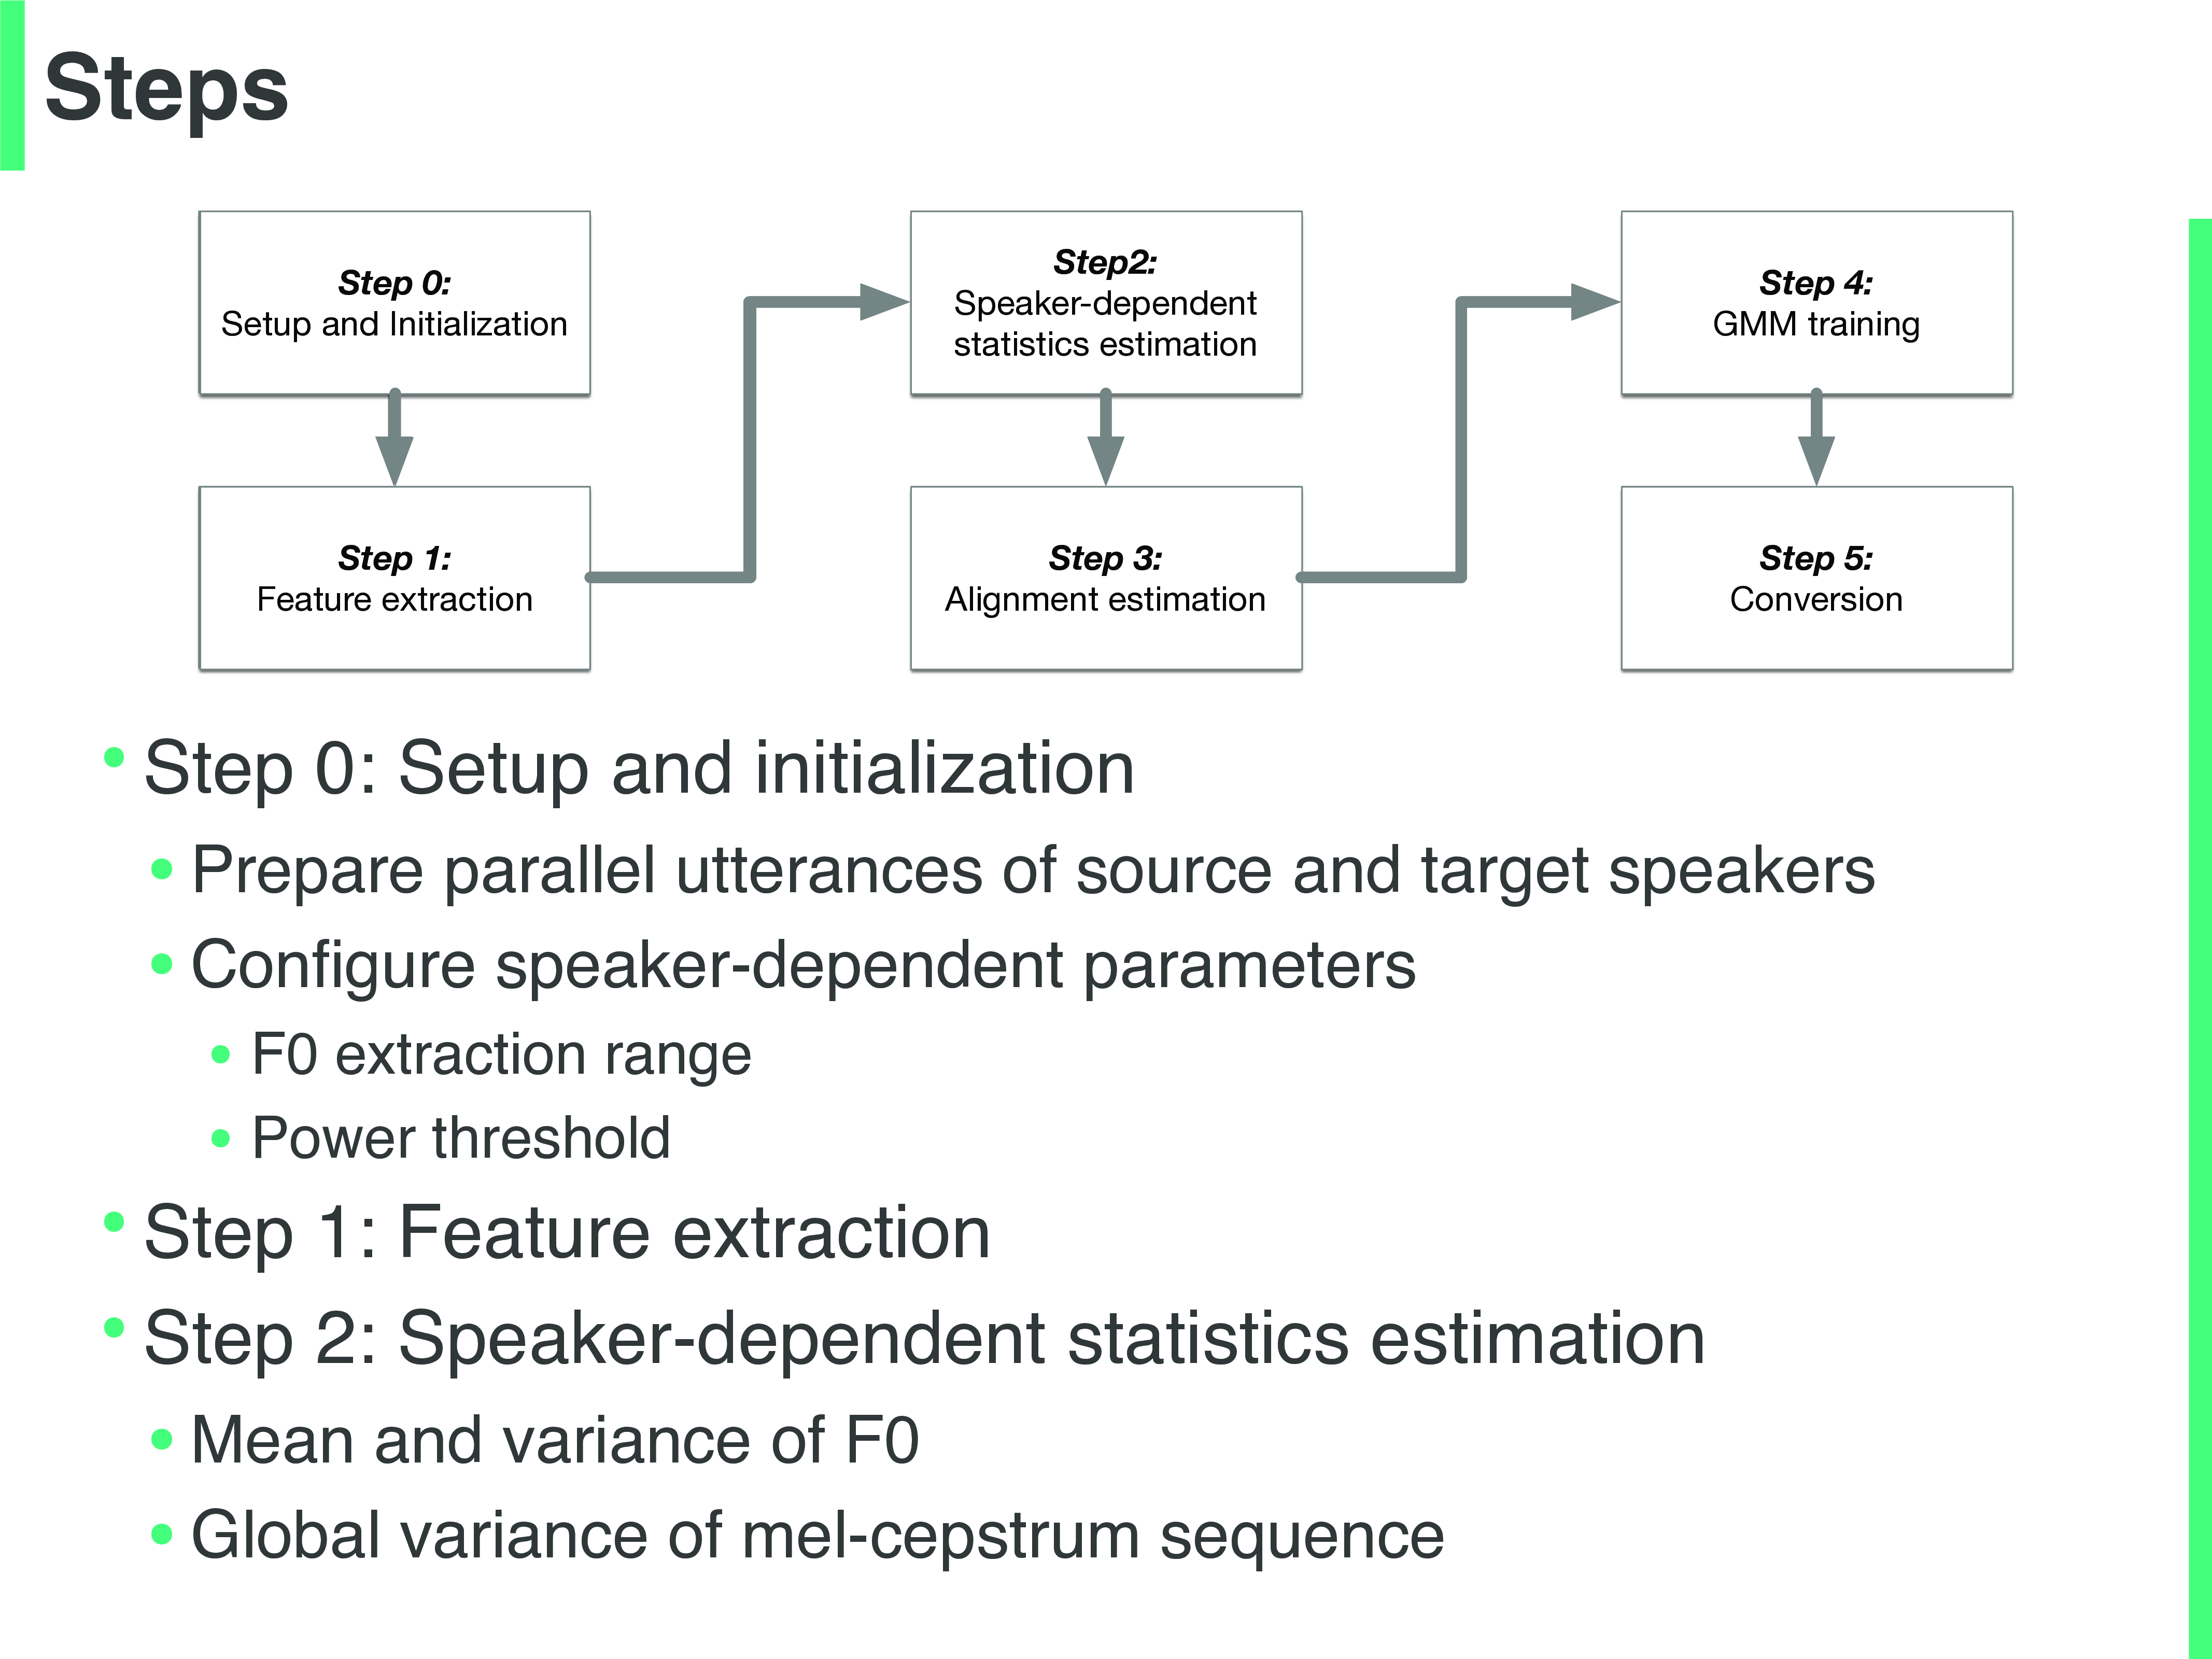 Steps
Step 0:
Setup and Initialization
Step 1:
Feature extraction
Step2:
Speaker-dependent
statistics estimation
Step 3:
Alignment estimation
Step 4:
GMM training
Step 5:
Conversion
• Step 0: Setup and initialization
• Prepare parallel utterances of source and target speakers
• Configure speaker-dependent parameters
• F0 extraction range
• Power threshold
• Step 1: Feature extraction
• Step 2: Speaker-dependent statistics estimation
• Mean and variance of F0
• Global variance of mel-cepstrum sequence